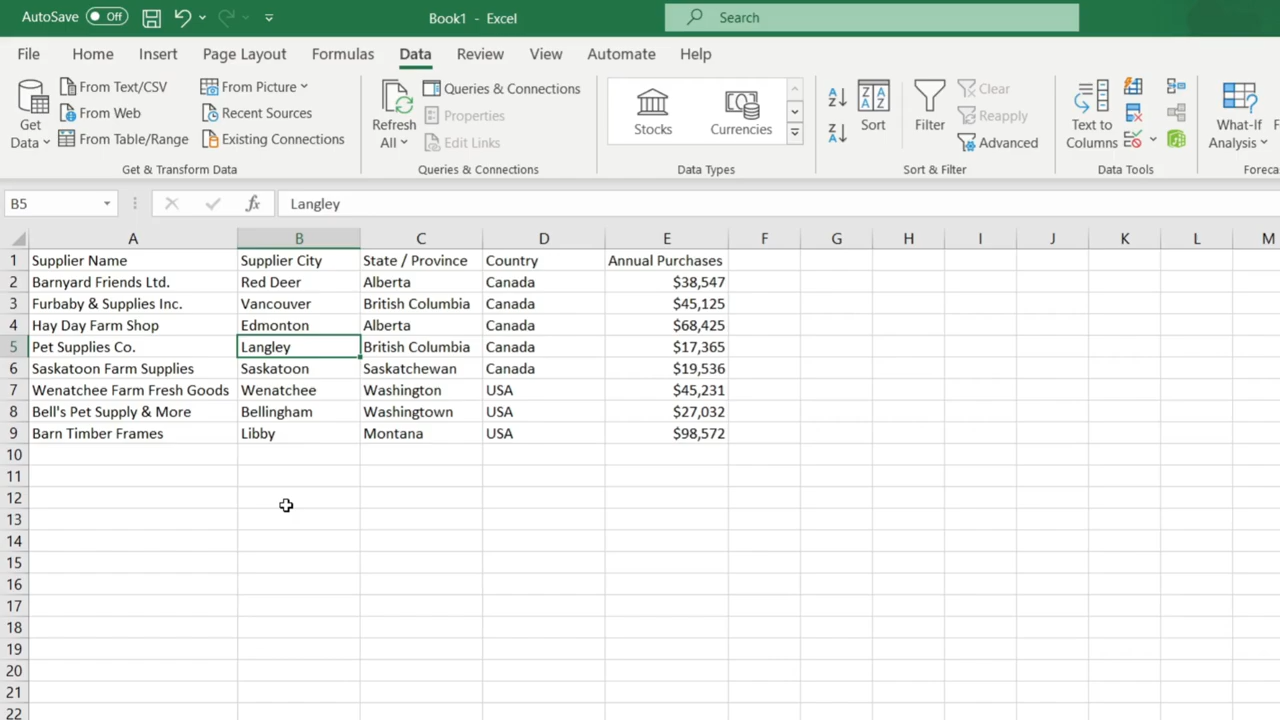 AutoSave Off Book1 - Excel Search
File Home Insert Page Layout Formulas Data Review View Automate Help
Get Data
From Text/CSV
From Web
From Table/Range
From Picture
Recent Sources
Existing Connections
Get & Transform Data
Refresh All
Queries & Connections
Properties
Edit Links
Queries & Connections
Stocks Currencies
Data Types
Sort
Filter
Clear
Reapply
Advanced
Sort & Filter
Text to Columns
Data Tools
What-If Analysis
B5 fx Langley
A B C D E F G H I J K L M
1 Supplier Name Supplier City State / Province Country Annual Purchases
2 Barnyard Friends Ltd. Red Deer Alberta Canada $38,547
3 Furbaby & Supplies Inc. Vancouver British Columbia Canada $45,125
4 Hay Day Farm Shop Edmonton Alberta Canada $68,425
5 Pet Supplies Co. Langley British Columbia Canada $17,365
6 Saskatoon Farm Supplies Saskatoon Saskatchewan Canada $19,536
7 Wenatchee Farm Fresh Goods Wenatchee Washington USA $45,231
8 Bell's Pet Supply & More Bellingham Washingtown USA $27,032
9 Barn Timber Frames Libby Montana USA $98,572
10
11
12
13
14
15
16
17
18
19
20
21
22